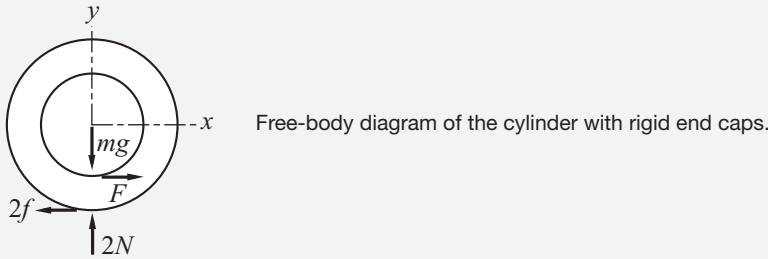 y
x
Free-body diagram of the cylinder with rigid end caps.
mg
F
2f
2N